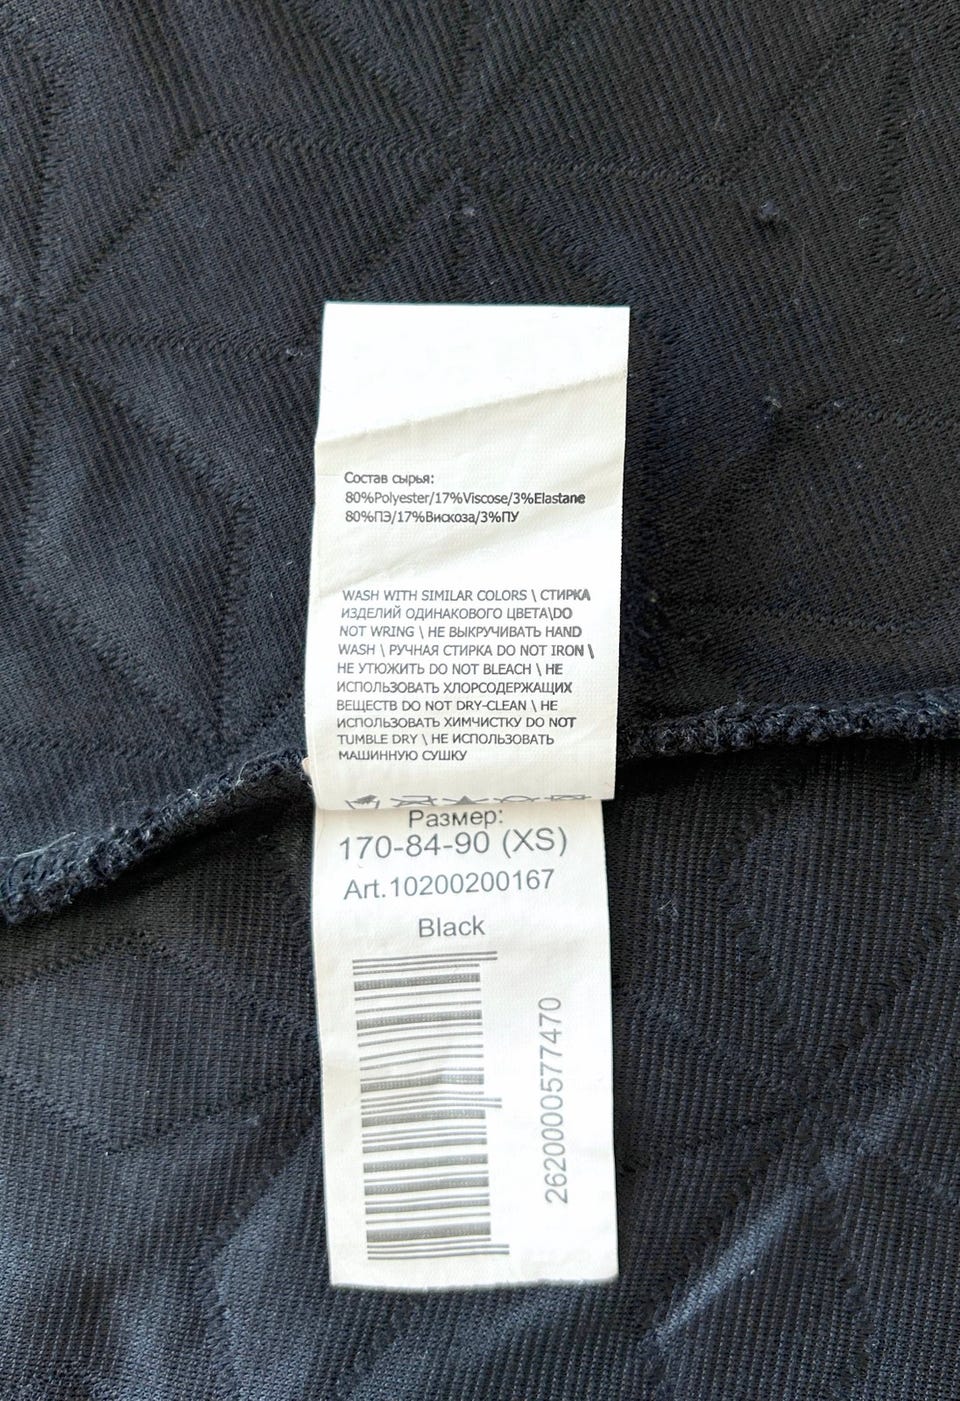 Состав сырья:
80%Polyester/17%Viscose/3%Elastane
80%ПЭ/17%Вискоза/3%ПУ
WASH WITH SIMILAR COLORS \ СТИРКА
ИЗДЕЛИЙ ОДИНАКОВОГО ЦВЕТА\DO
NOT WRING \ НЕ ВЫКРУЧИВАТЬ HAND
WASH \ РУЧНАЯ СТИРКА DO NOT IRON \
НЕ УТЮЖИТЬ DO NOT BLEACH \ НЕ
ИСПОЛЬЗОВАТЬ ХЛОРСОДЕРЖАЩИХ
ВЕЩЕСТВ DO NOT DRY-CLEAN \ НЕ
ИСПОЛЬЗОВАТЬ ХИМЧИСТКУ DO NOT
TUMBLE DRY \ НЕ ИСПОЛЬЗОВАТЬ
МАШИННУЮ СУШКУ
Размер:
170-84-90 (XS)
Art.10200200167
Black
2620000577470